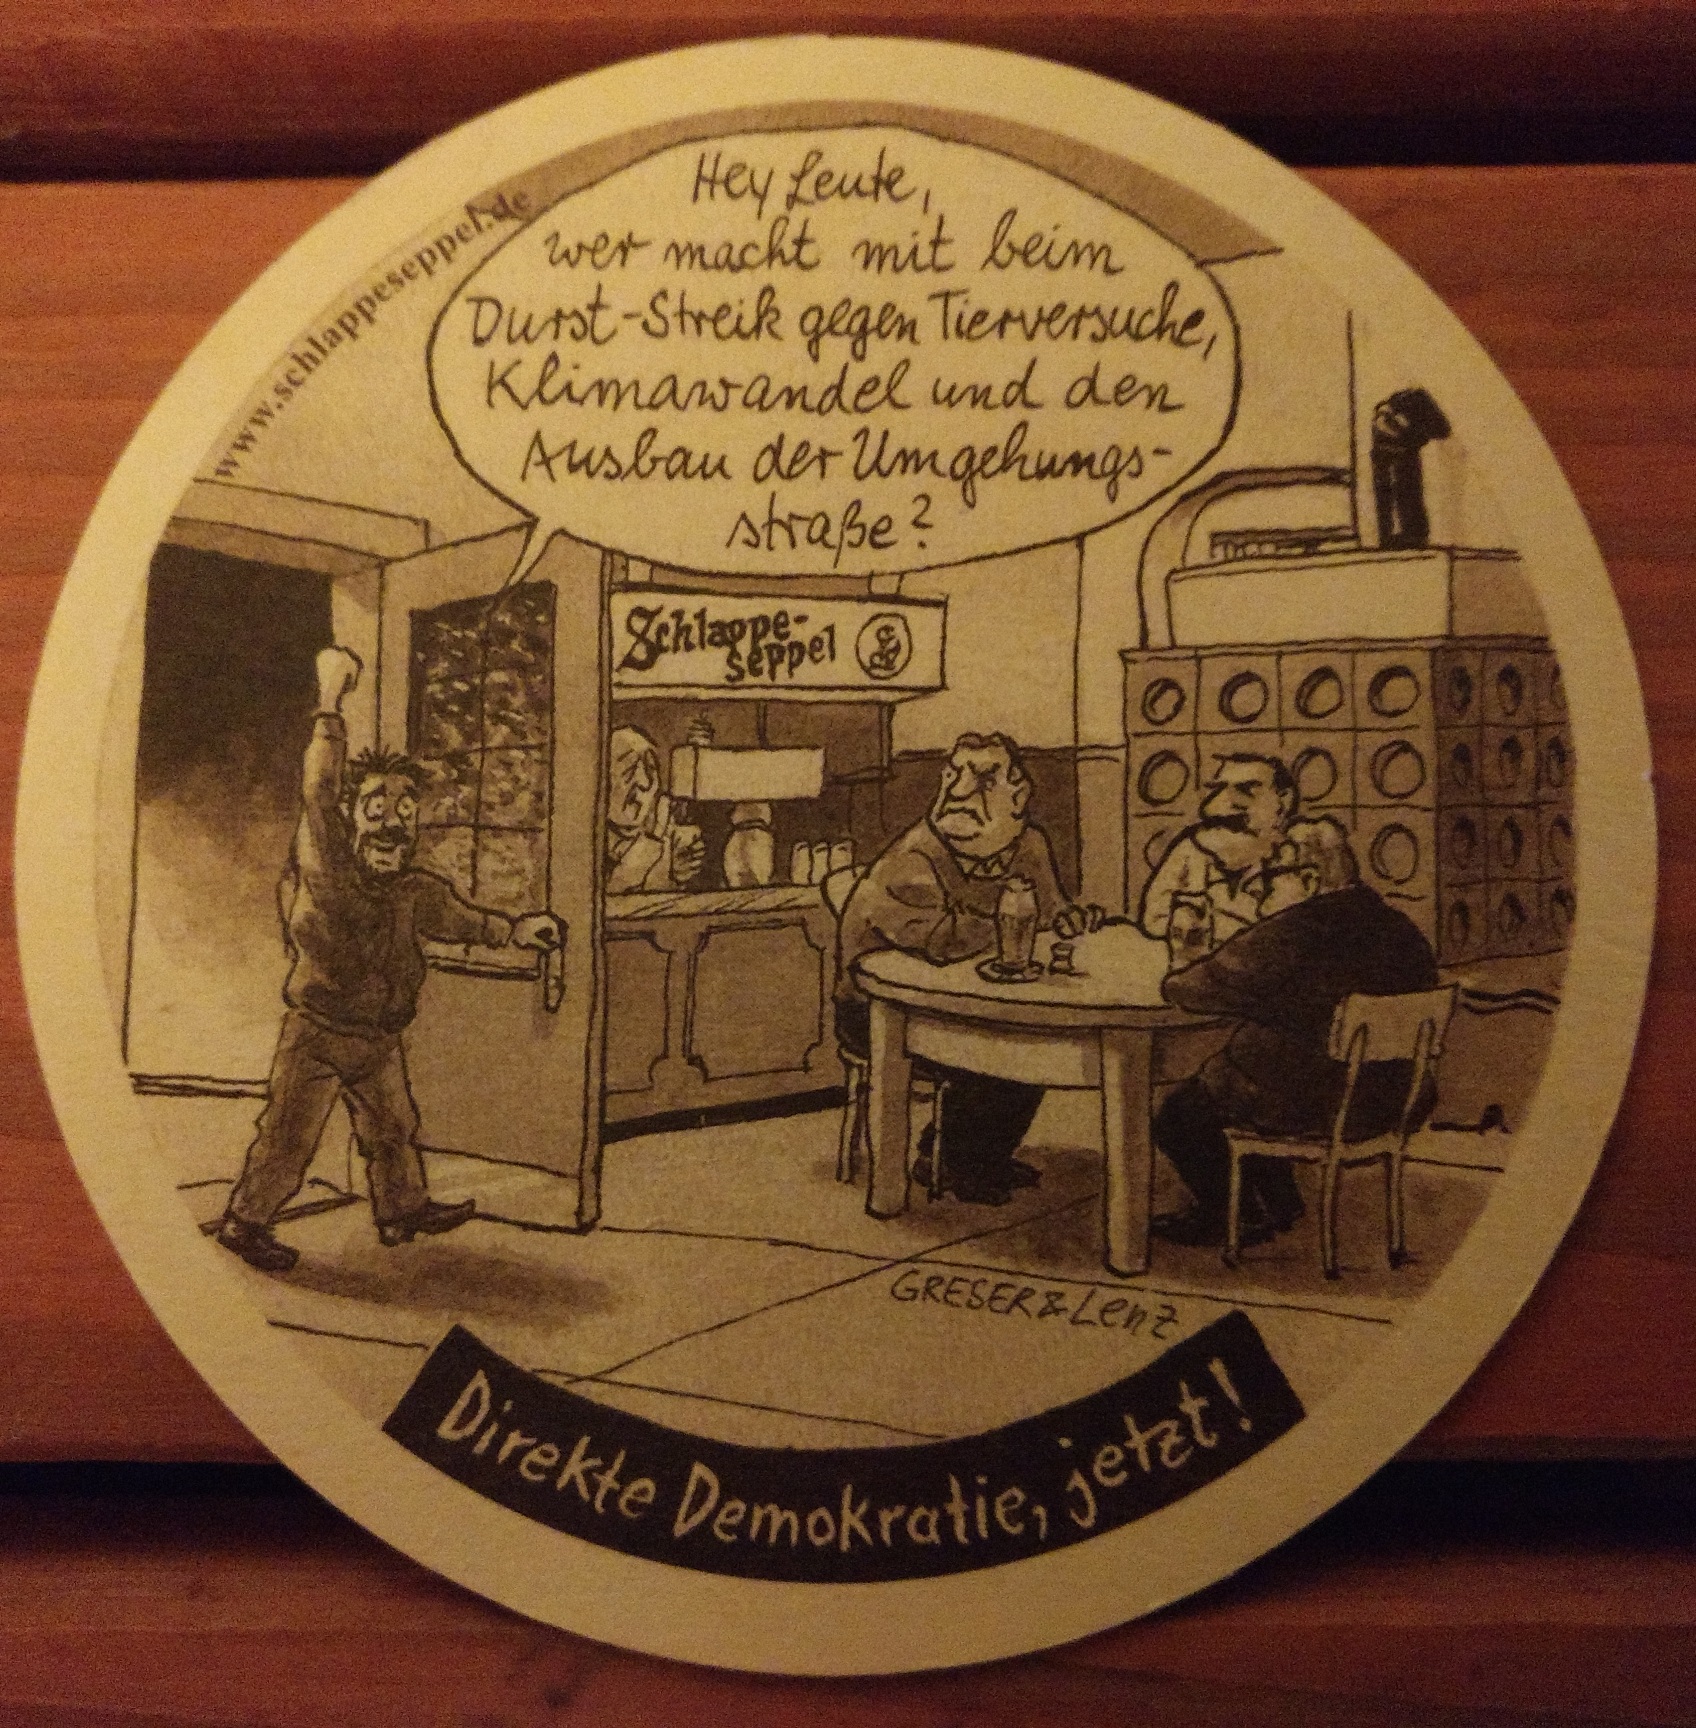 www.schlappeseppel.de
Hey Leute,
wer macht mit beim
Durst-Streik gegen Tierversuche,
Klimawandel und den
Ausbau der Umgehungs-
straße?
Schlappe-
seppel
GRESER & Lenz
Direkte Demokratie, jetzt!